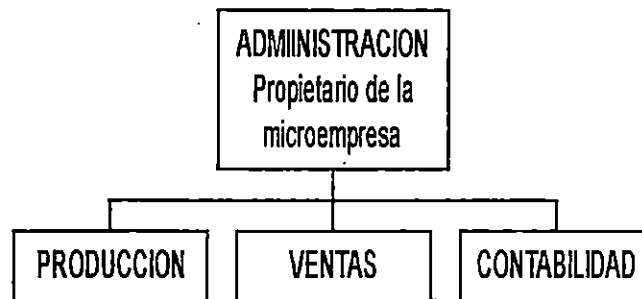 ADMIINISTRACION
Propietario de la
microempresa
PRODUCCION
VENTAS
CONTABILIDAD